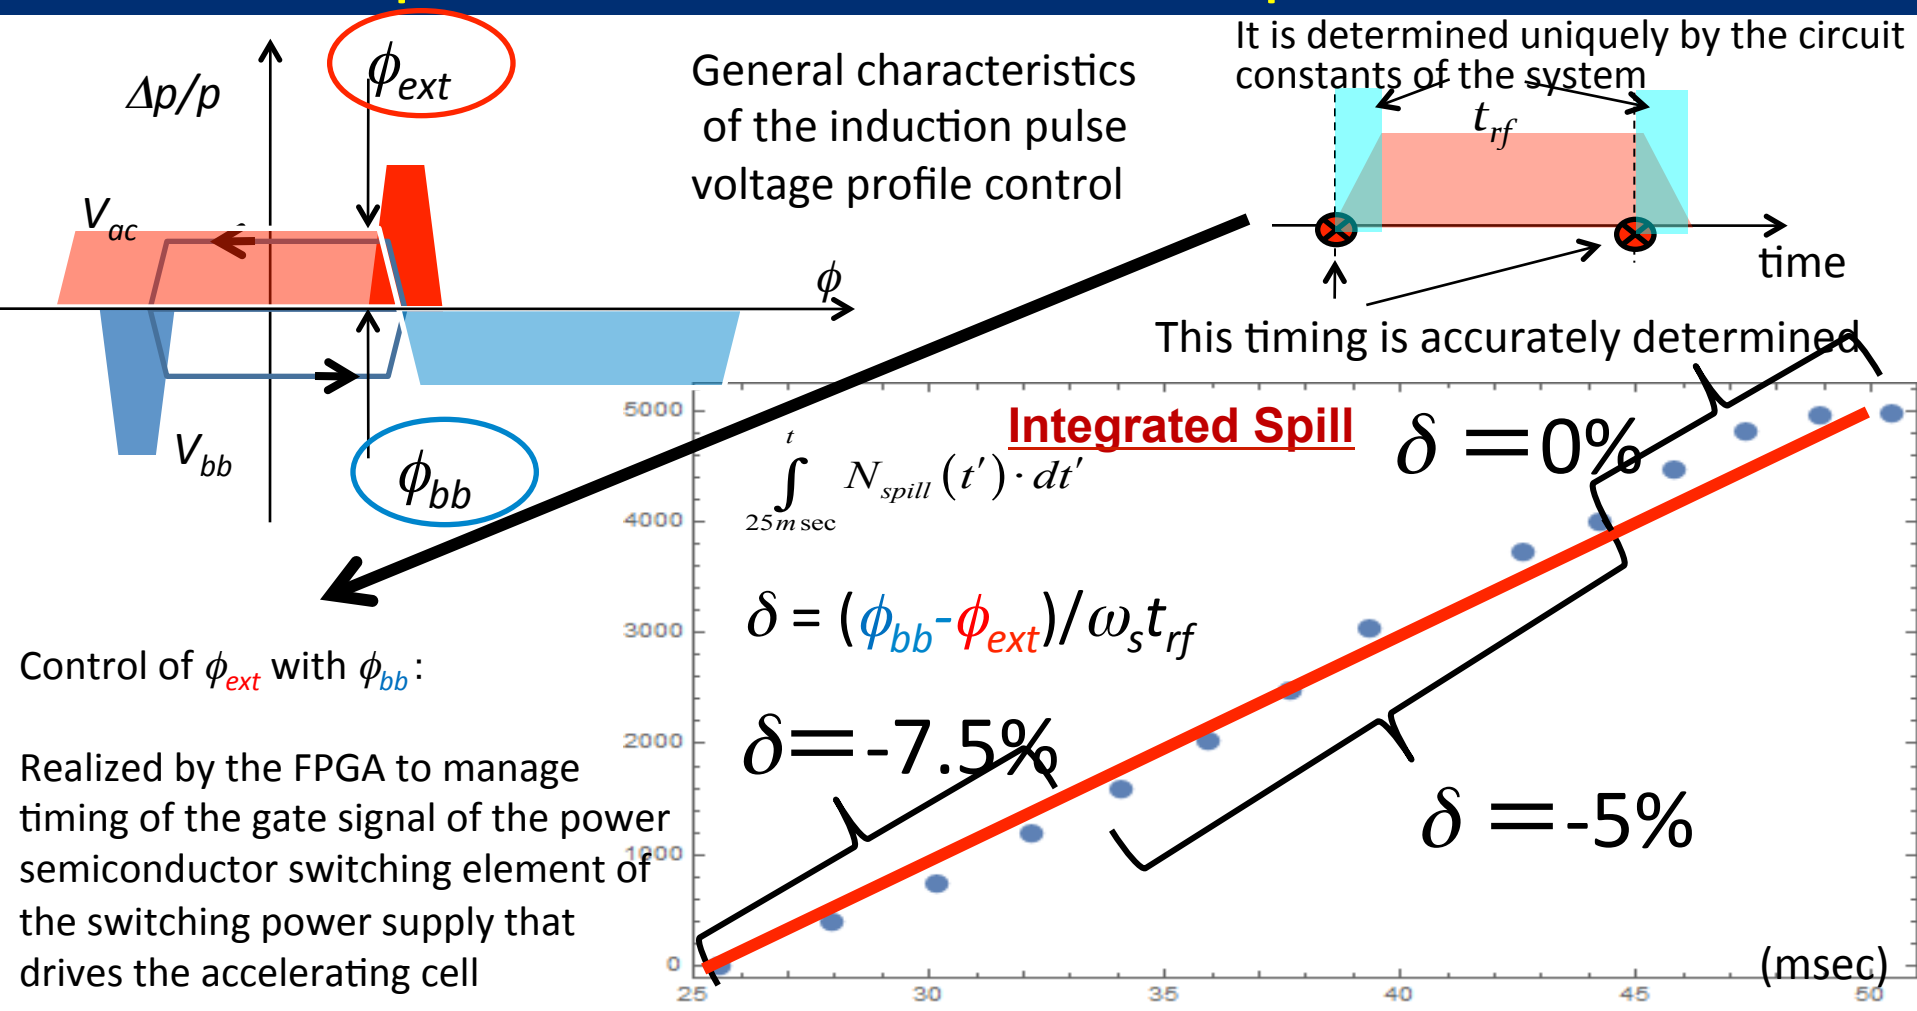 ϕext
Δp/p
Vac
ϕ
Vbb
ϕbb
General characteristics
of the induction pulse
voltage profile control
It is determined uniquely by the circuit
constants of the system
trf
time
This timing is accurately determined
Control of ϕext with ϕbb:
Realized by the FPGA to manage
timing of the gate signal of the power
semiconductor switching element of
the switching power supply that
drives the accelerating cell
Integrated Spill
∫25m sec^t Nspill(t′)·dt′
δ = (ϕbb-ϕext)/ωstrf
δ=0%
δ=-7.5%
δ=-5%
5000
4000
3000
2000
1000
0
25 30 35 40 45 50
(msec)